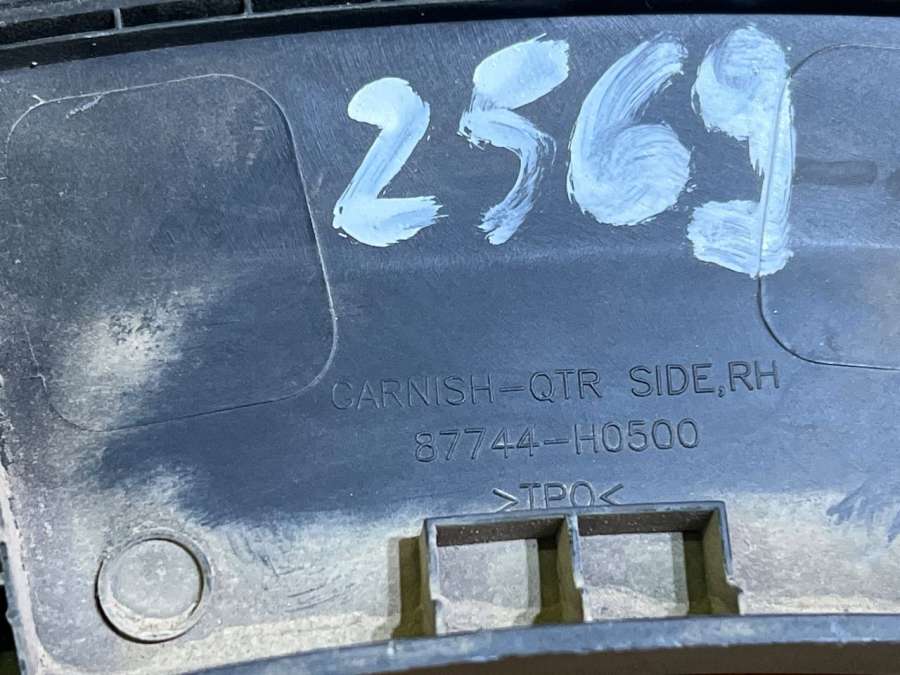 2569
GARNISH-QTR SIDE,RH
87744-H0500
>TPO<